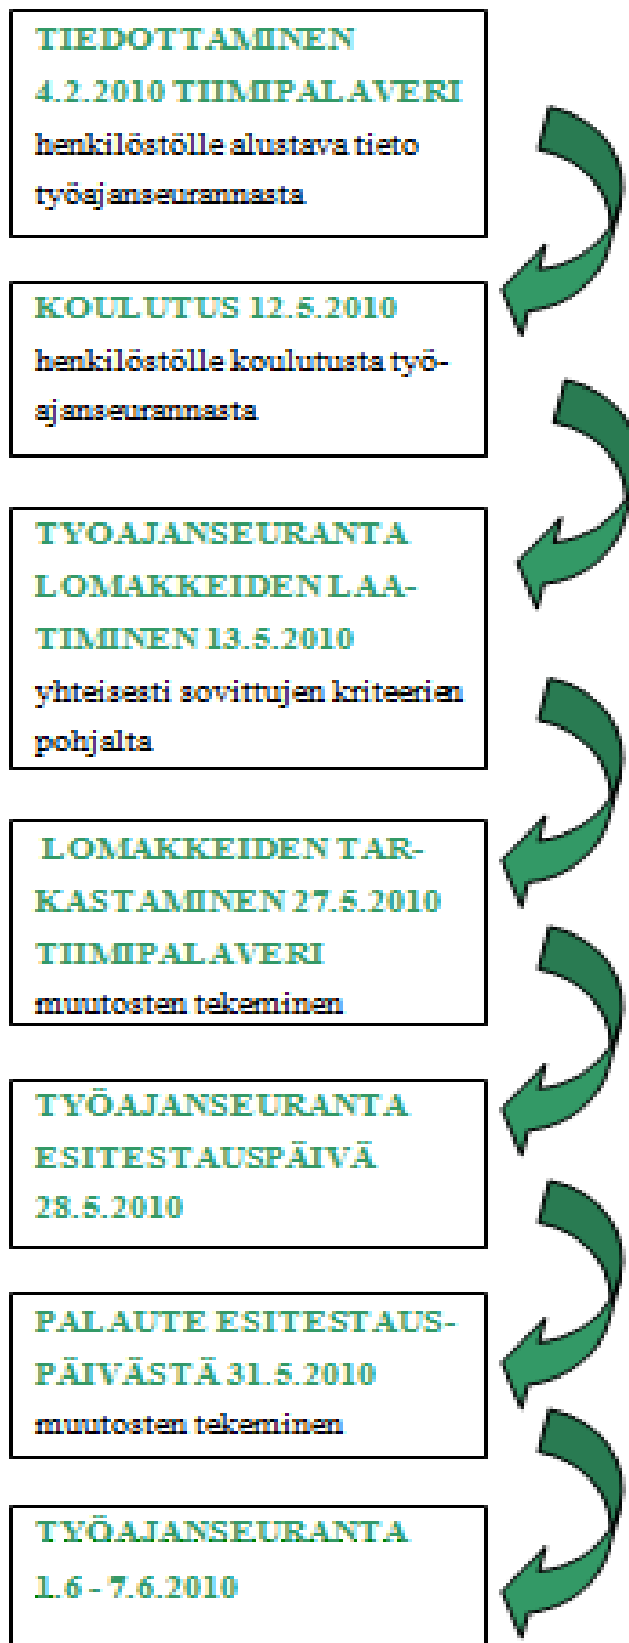 TIEDOTTAMINEN
4.2.2010 TIIMIPALAVERI
henkilöstölle alustava tieto
työajanseurannasta
KOULUTUS 12.5.2010
henkilöstölle koulutusta työ-
ajanseurannasta
TYÖAJANSEURANTA
LOMAKKEIDEN LAA-
TIMINEN 13.5.2010
yhteisesti sovittujen kriteerien
pohjalta
LOMAKKEIDEN TAR-
KASTAMINEN 27.5.2010
TIIMIPALAVERI
muutosten tekeminen
TYÖAJANSEURANTA
ESITESTAUSPÄIVÄ
28.5.2010
PALAUTE ESITESTAUS-
PÄIVÄSTÄ 31.5.2010
muutosten tekeminen
TYÖAJANSEURANTA
1.6 - 7.6.2010